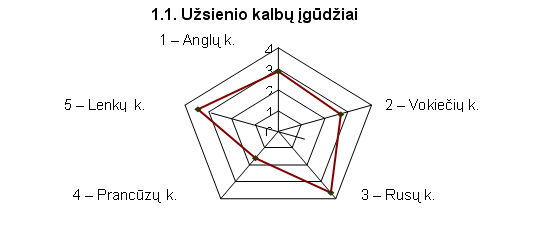 1.1. Užsienio kalbų įgūdžiai
1 – Anglų k.
4
3
2
1
0
5 – Lenkų k.
2 – Vokiečių k.
4 – Prancūzų k.
3 – Rusų k.